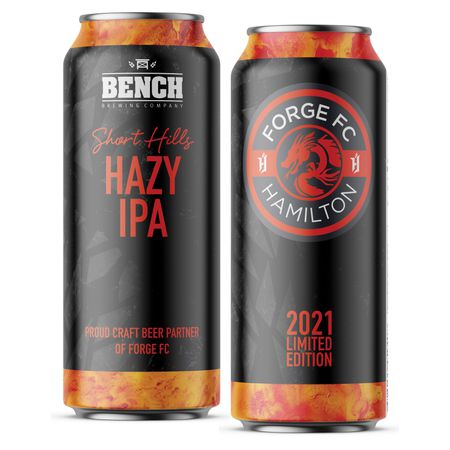 BENCH
BREWING COMPANY
Short Hills
HAZY
IPA
PROUD CRAFT BEER PARTNER
OF FORGE FC
FORGE FC
HAMILTON
2021
LIMITED
EDITION